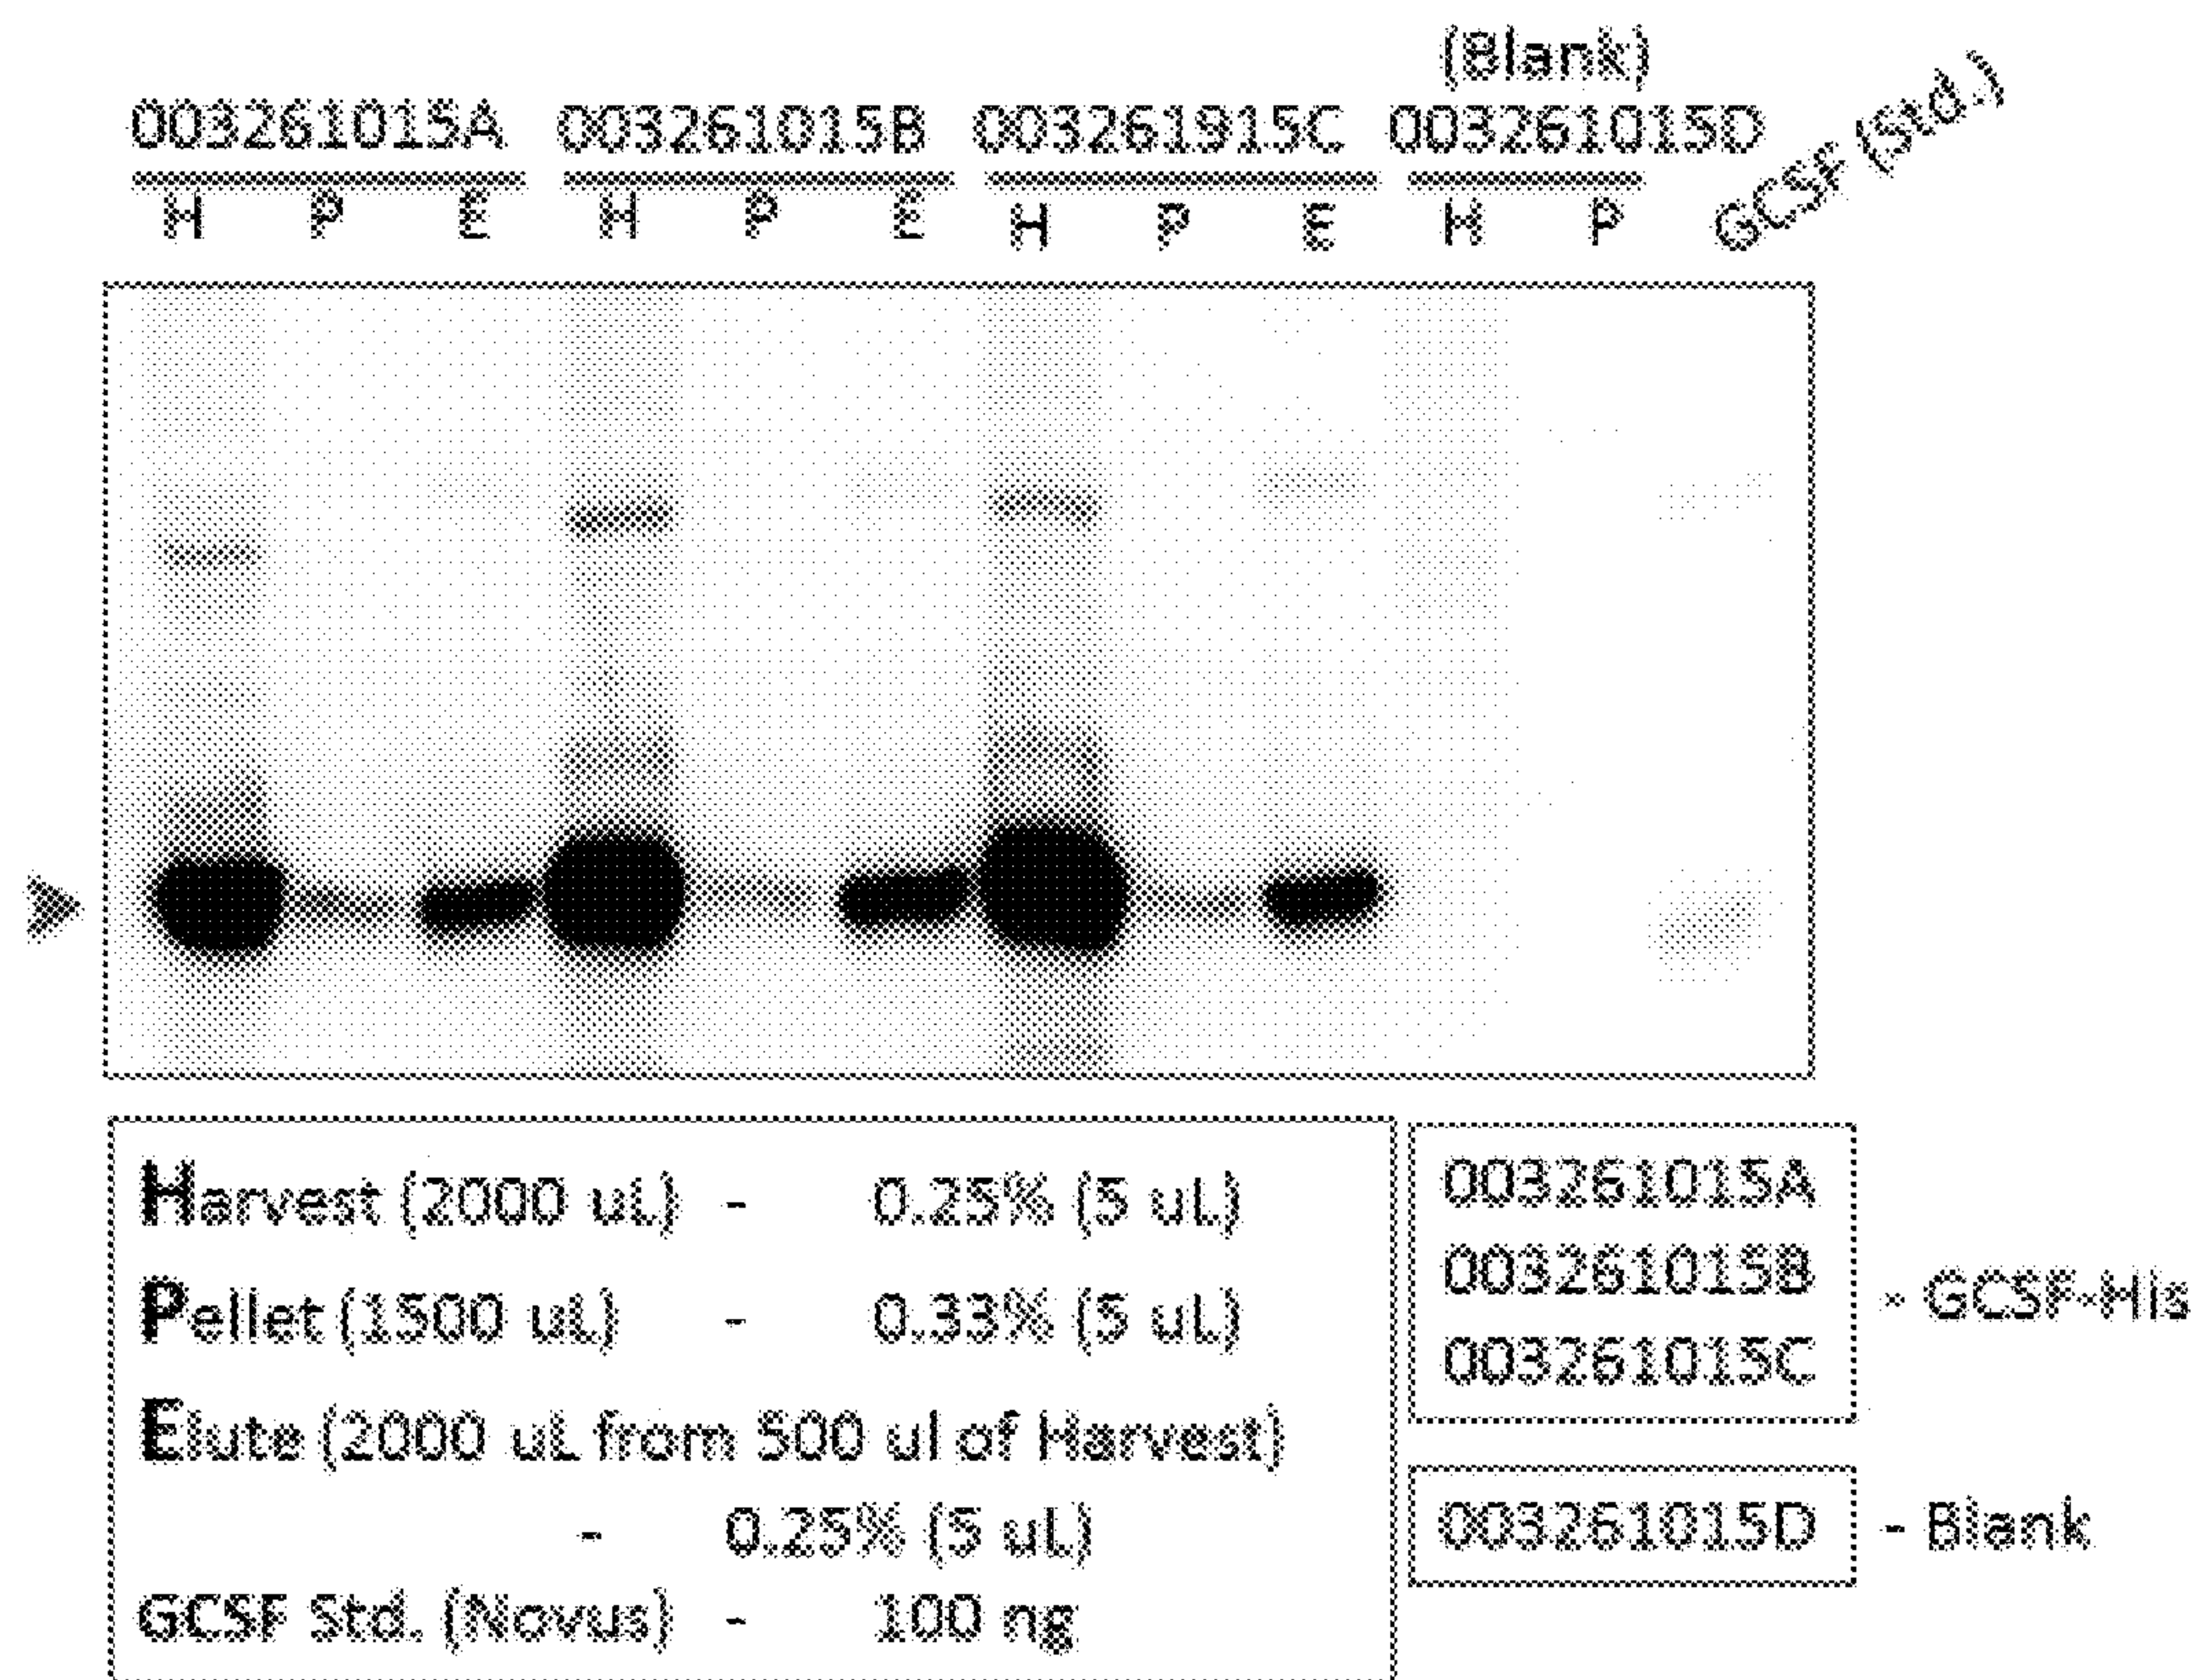 (Blank)
003261015A 003261015B 003261915C 003261015D GCSF (Std.)
H P E H P E H P E H P
Harvest (2000 uL) - 0.25% (5 uL)
Pellet (1500 uL) - 0.33% (5 uL)
Elute (2000 uL from 500 ul of Harvest)
- 0.25% (5 uL)
GCSF Std. (Novus) - 100 ng
003261015A
003261015B
003261015C
- GCSF-His
003261015D - Blank